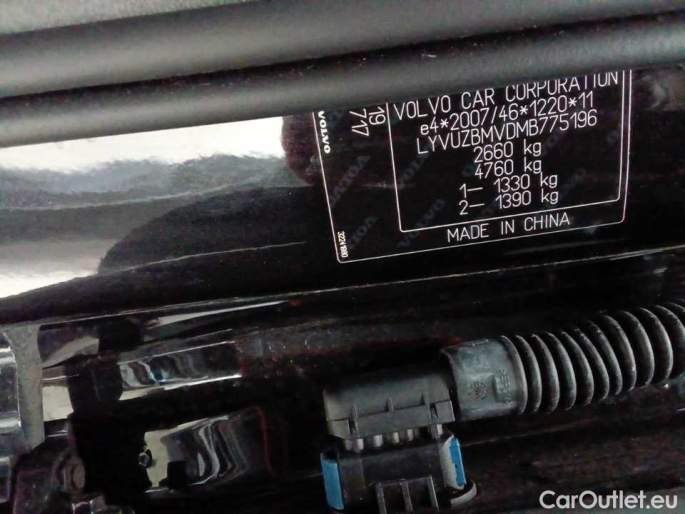 VOLVO CAR CORPORATION
e4*2007/46*1220*11
LYVUZBMVDMB775196
2660 kg
4760 kg
1— 1330 kg
2— 1390 kg
MADE IN CHINA
VOLVO
CarOutlet.eu